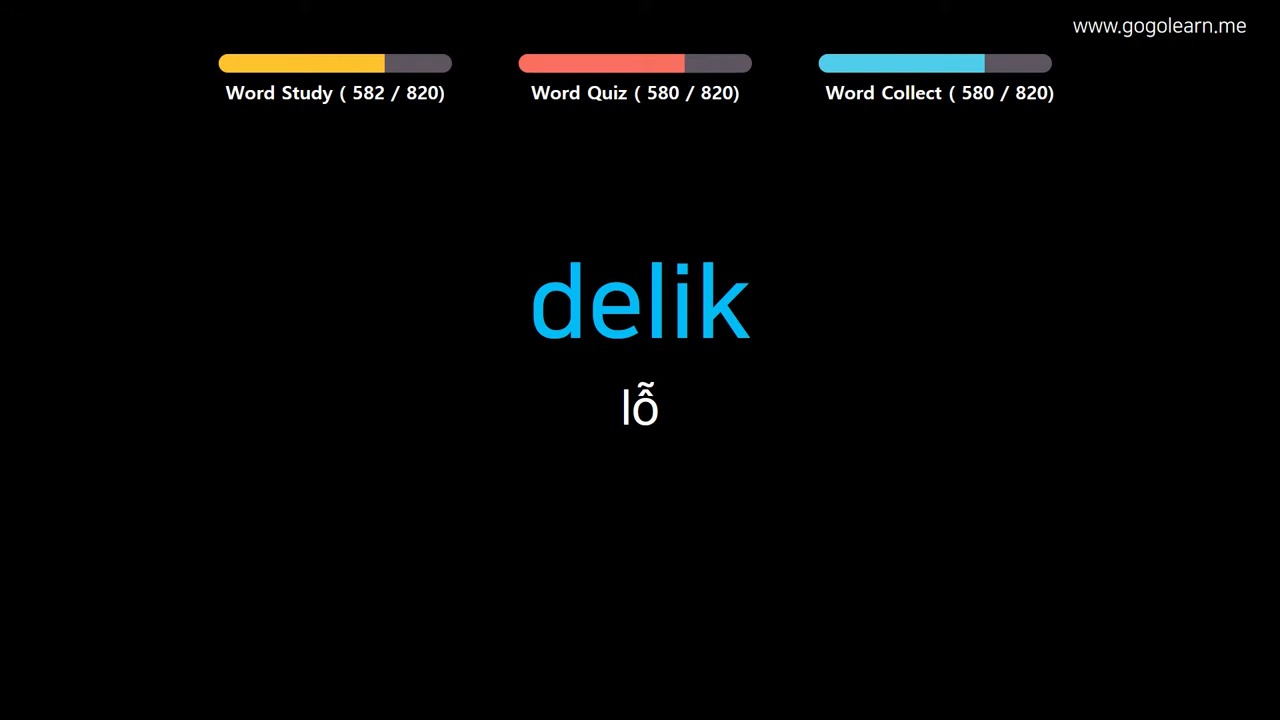 www.gogolearn.me
Word Study ( 582 / 820)
Word Quiz ( 580 / 820)
Word Collect ( 580 / 820)
delik
lỗ